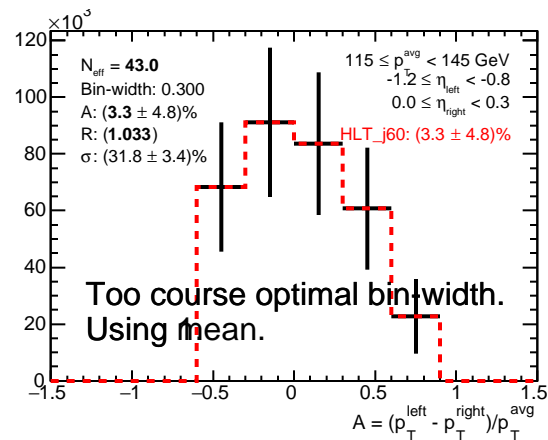 ×10³
N_eff = 43.0
Bin-width: 0.300
A: (3.3 ± 4.8)%
R: (1.033)
σ: (31.8 ± 3.4)%
115 ≤ p_T^avg < 145 GeV
-1.2 ≤ η_left < -0.8
0.0 ≤ η_right < 0.3
HLT_j60: (3.3 ± 4.8)%
120
100
80
60
40
20
0
Too course optimal bin-width.
Using mean.
−1.5 −1 −0.5 0 0.5 1 1.5
A = (p_T^left - p_T^right)/p_T^avg